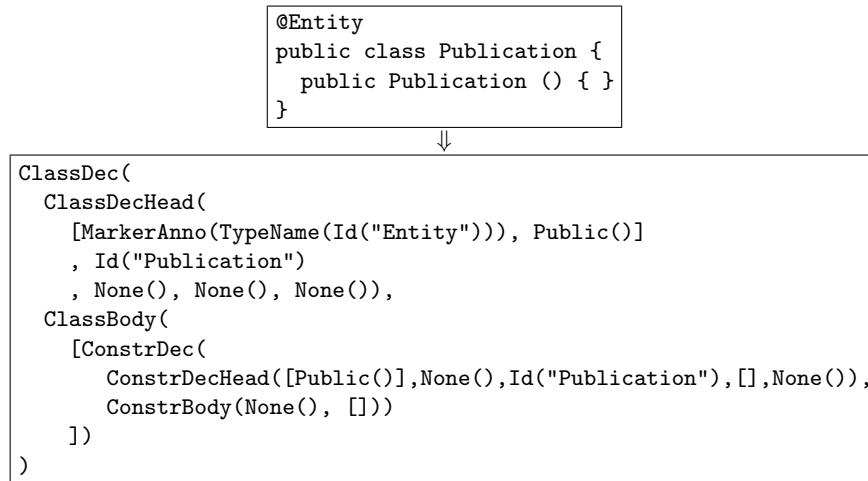 @Entity
public class Publication {
  public Publication () { }
}
⇓
ClassDec(
  ClassDecHead(
    [MarkerAnno(TypeName(Id("Entity"))), Public()]
    , Id("Publication")
    , None(), None(), None()),
  ClassBody(
    [ConstrDec(
       ConstrDecHead([Public()],None(),Id("Publication"),[],None()),
       ConstrBody(None(), []))
    ])
)